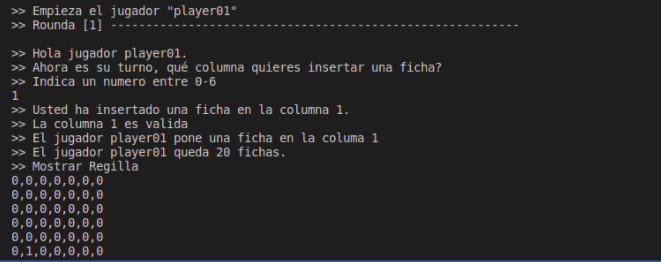 >> Empieza el jugador "player01"
>> Rounda [1] ----------------------------------------------------------
>> Hola jugador player01.
>> Ahora es su turno, qué columna quieres insertar una ficha?
>> Indica un numero entre 0-6
1
>> Usted ha insertado una ficha en la columna 1.
>> La columna 1 es valida
>> El jugador player01 pone una ficha en la coluna 1
>> El jugador player01 queda 20 fichas.
>> Mostrar Regilla
0,0,0,0,0,0,0
0,0,0,0,0,0,0
0,0,0,0,0,0,0
0,0,0,0,0,0,0
0,0,0,0,0,0,0
0,1,0,0,0,0,0